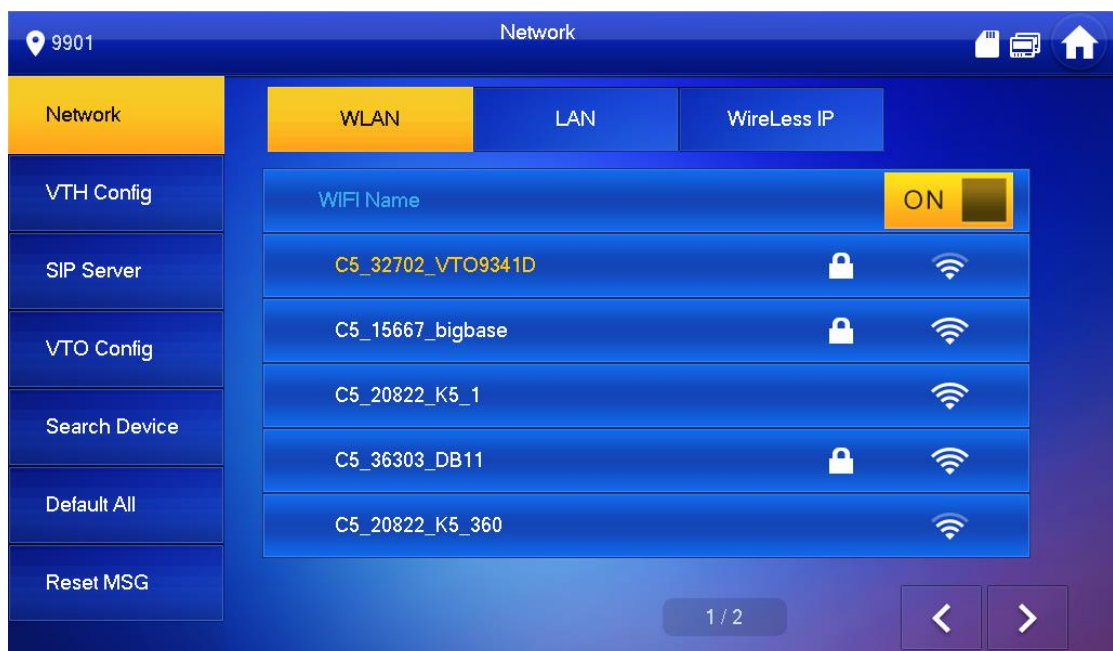 9901
Network
Network
VTH Config
SIP Server
VTO Config
Search Device
Default All
Reset MSG
WLAN
LAN
WireLess IP
WIFI Name
ON
C5_32702_VTO9341D
C5_15667_bigbase
C5_20822_K5_1
C5_36303_DB11
C5_20822_K5_360
1 / 2